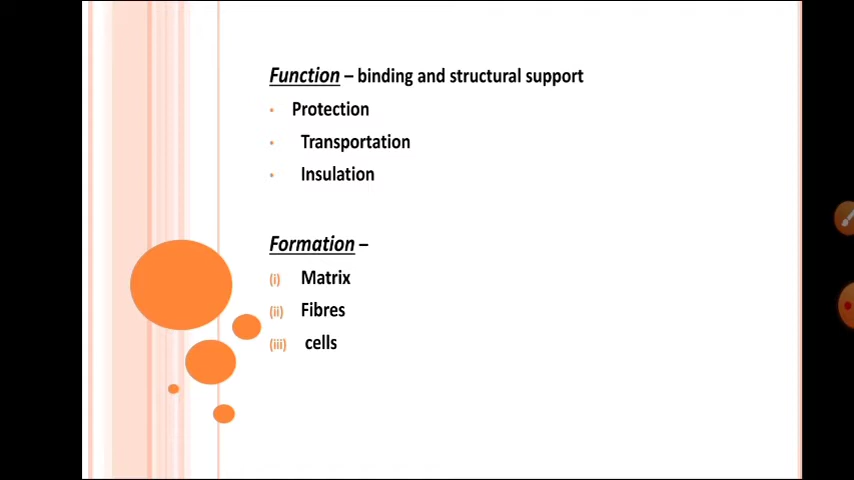 Function – binding and structural support
• Protection
• Transportation
• Insulation
Formation –
(i) Matrix
(ii) Fibres
(iii) cells